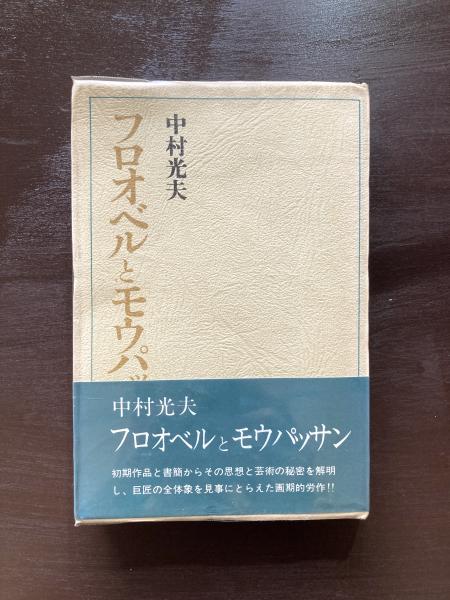 中村光夫
フロオベルとモウパッ
中村光夫
フロオベルとモウパッサン
初期作品と書簡からその思想と芸術の秘密を解明
し、巨匠の全体象を見事にとらえた画期的労作!!